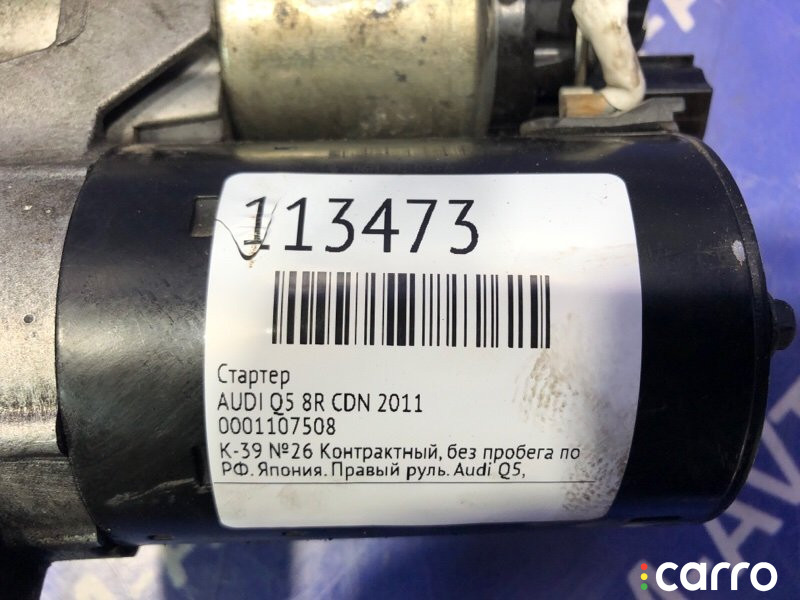 113473
Стартер
AUDI Q5 8R CDN 2011
0001107508
К-39 №26 Контрактный, без пробега по
РФ. Япония. Правый руль. Audi Q5,
carro